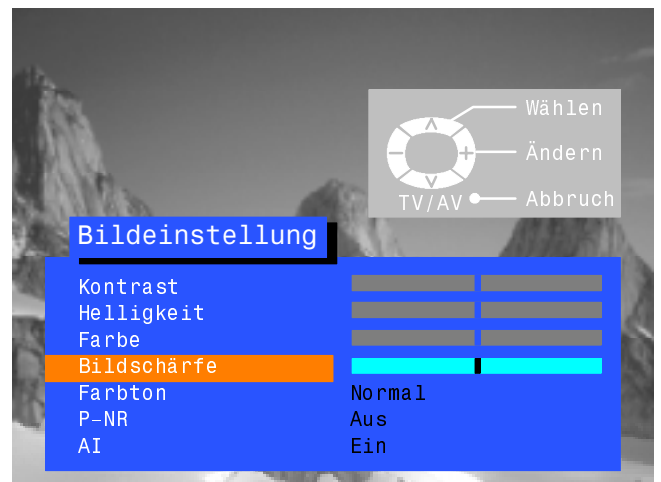 Wählen
Ändern
TV/AV Abbruch
Bildeinstellung
Kontrast
Helligkeit
Farbe
Bildschärfe
Farbton Normal
P-NR Aus
AI Ein